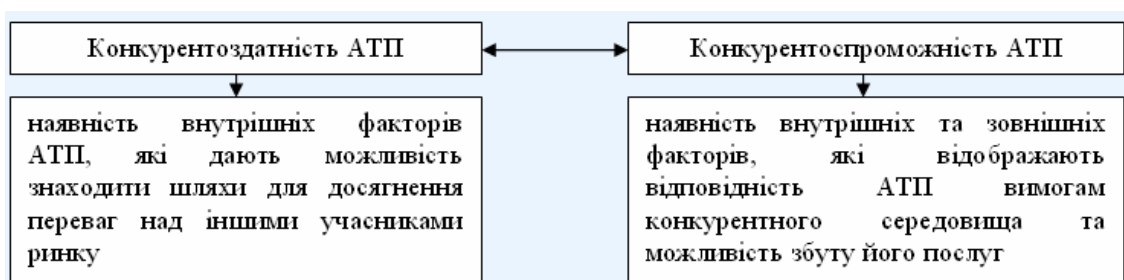 Конкурентоздатність АТП
Конкурентоспроможність АТП
наявність внутрішніх факторів
АТП, які дають можливість
знаходити шляхи для досягнення
переваг над іншими учасниками
ринку
наявність внутрішніх та зовнішніх
факторів, які відображають
відповідність АТП вимогам
конкурентного середовища та
можливість збуту його послуг